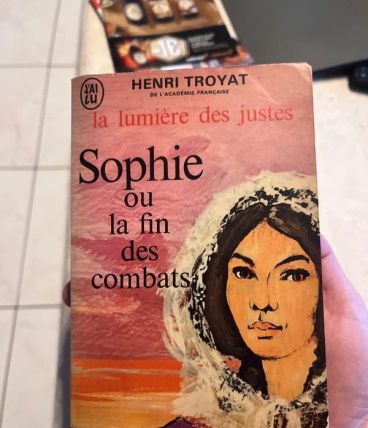 J'AI
LU
HENRI TROYAT
DE L'ACADÉMIE FRANÇAISE
la lumière des justes
Sophie
ou
la fin
des
combats